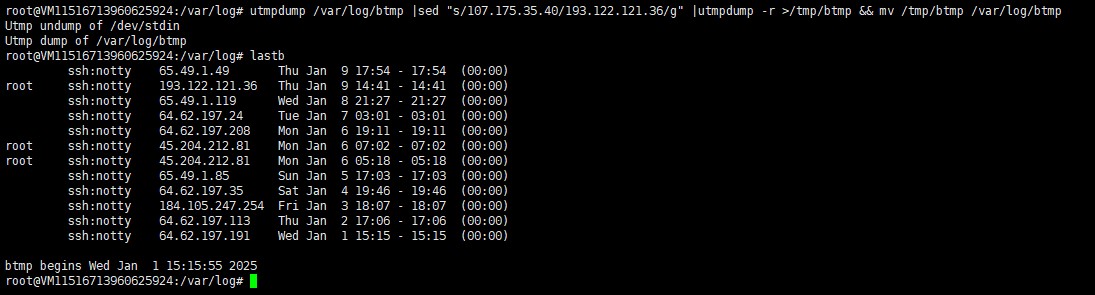 root@VM11516713960625924:/var/log# utmpdump /var/log/btmp |sed "s/107.175.35.40/193.122.121.36/g" |utmpdump -r >/tmp/btmp && mv /tmp/btmp /var/log/btmp
Utmp undump of /dev/stdin
Utmp dump of /var/log/btmp
root@VM11516713960625924:/var/log# lastb
         ssh:notty    65.49.1.49       Thu Jan  9 17:54 - 17:54  (00:00)
root     ssh:notty    193.122.121.36   Thu Jan  9 14:41 - 14:41  (00:00)
         ssh:notty    65.49.1.119      Wed Jan  8 21:27 - 21:27  (00:00)
         ssh:notty    64.62.197.24     Tue Jan  7 03:01 - 03:01  (00:00)
         ssh:notty    64.62.197.208    Mon Jan  6 19:11 - 19:11  (00:00)
root     ssh:notty    45.204.212.81    Mon Jan  6 07:02 - 07:02  (00:00)
root     ssh:notty    45.204.212.81    Mon Jan  6 05:18 - 05:18  (00:00)
         ssh:notty    65.49.1.85       Sun Jan  5 17:03 - 17:03  (00:00)
         ssh:notty    64.62.197.35     Sat Jan  4 19:46 - 19:46  (00:00)
         ssh:notty    184.105.247.254  Fri Jan  3 18:07 - 18:07  (00:00)
         ssh:notty    64.62.197.113    Thu Jan  2 17:06 - 17:06  (00:00)
         ssh:notty    64.62.197.191    Wed Jan  1 15:15 - 15:15  (00:00)

btmp begins Wed Jan  1 15:15:55 2025
root@VM11516713960625924:/var/log#